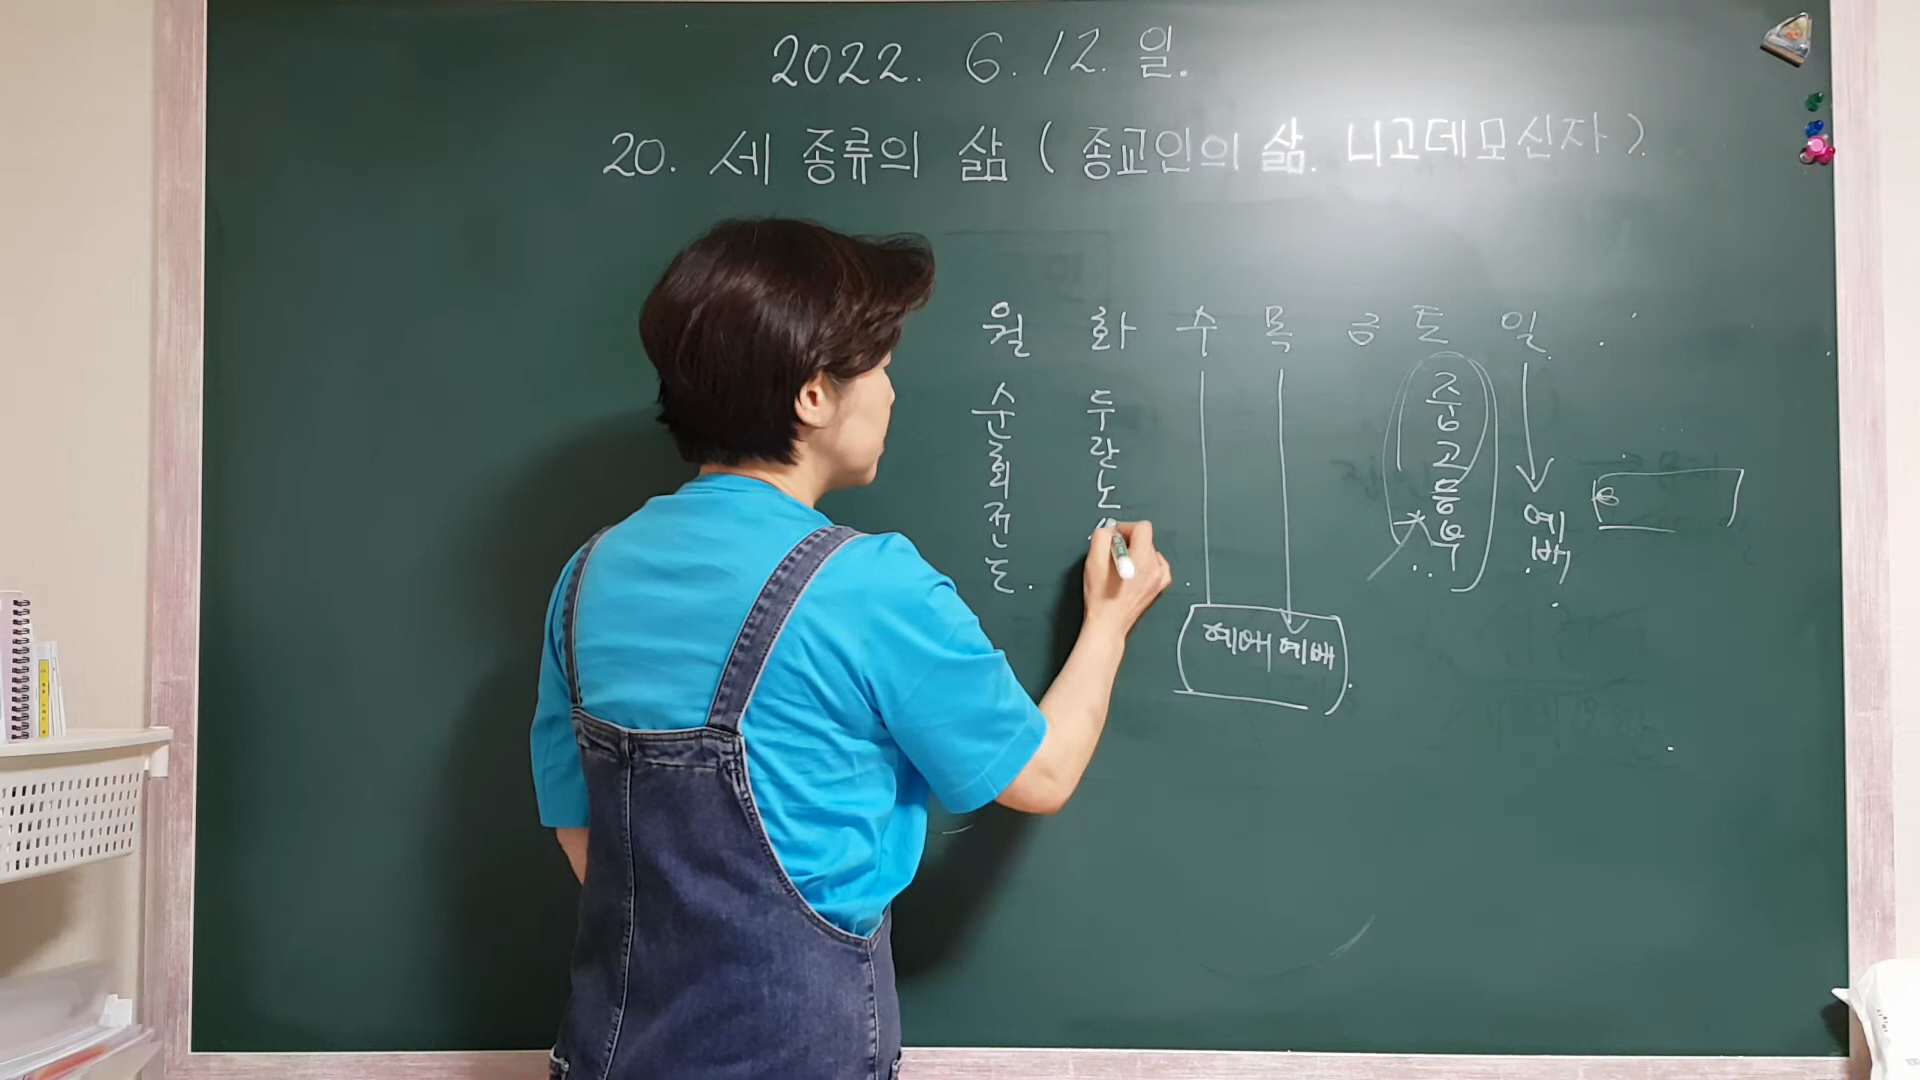 2022. 6. 12. 일.
20. 세 종류의 삶 ( 종교인의 삶. 니고데모신자 )
월 화 수 목 금 토 일
순회전도
두란노
중고등부
예배
예배 예배